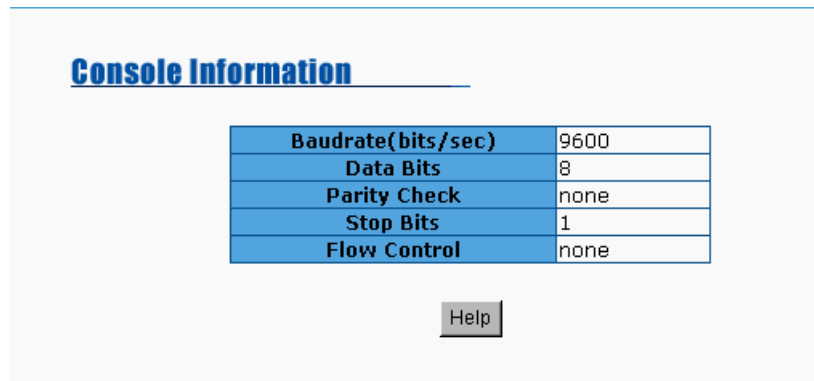 Console Information
Baudrate(bits/sec) 9600
Data Bits 8
Parity Check none
Stop Bits 1
Flow Control none
Help